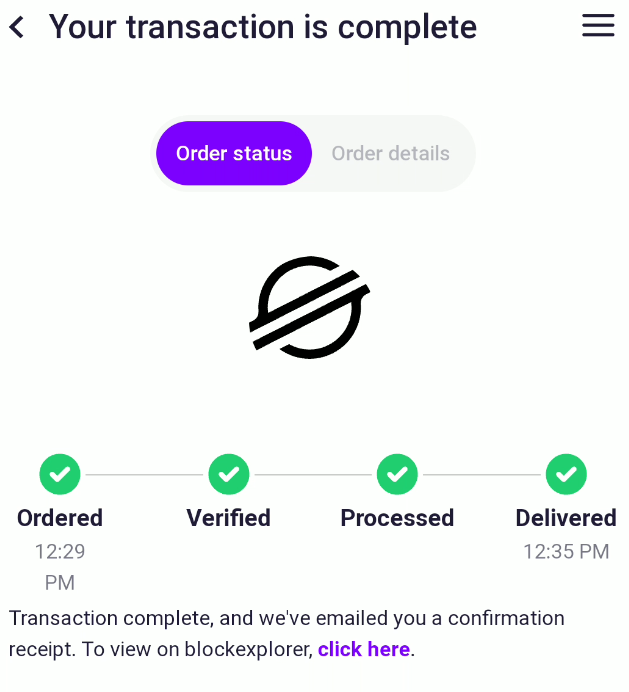 Your transaction is complete
Order status Order details
Ordered Verified Processed Delivered
12:29 12:35 PM
PM
Transaction complete, and we've emailed you a confirmation
receipt. To view on blockexplorer, click here.